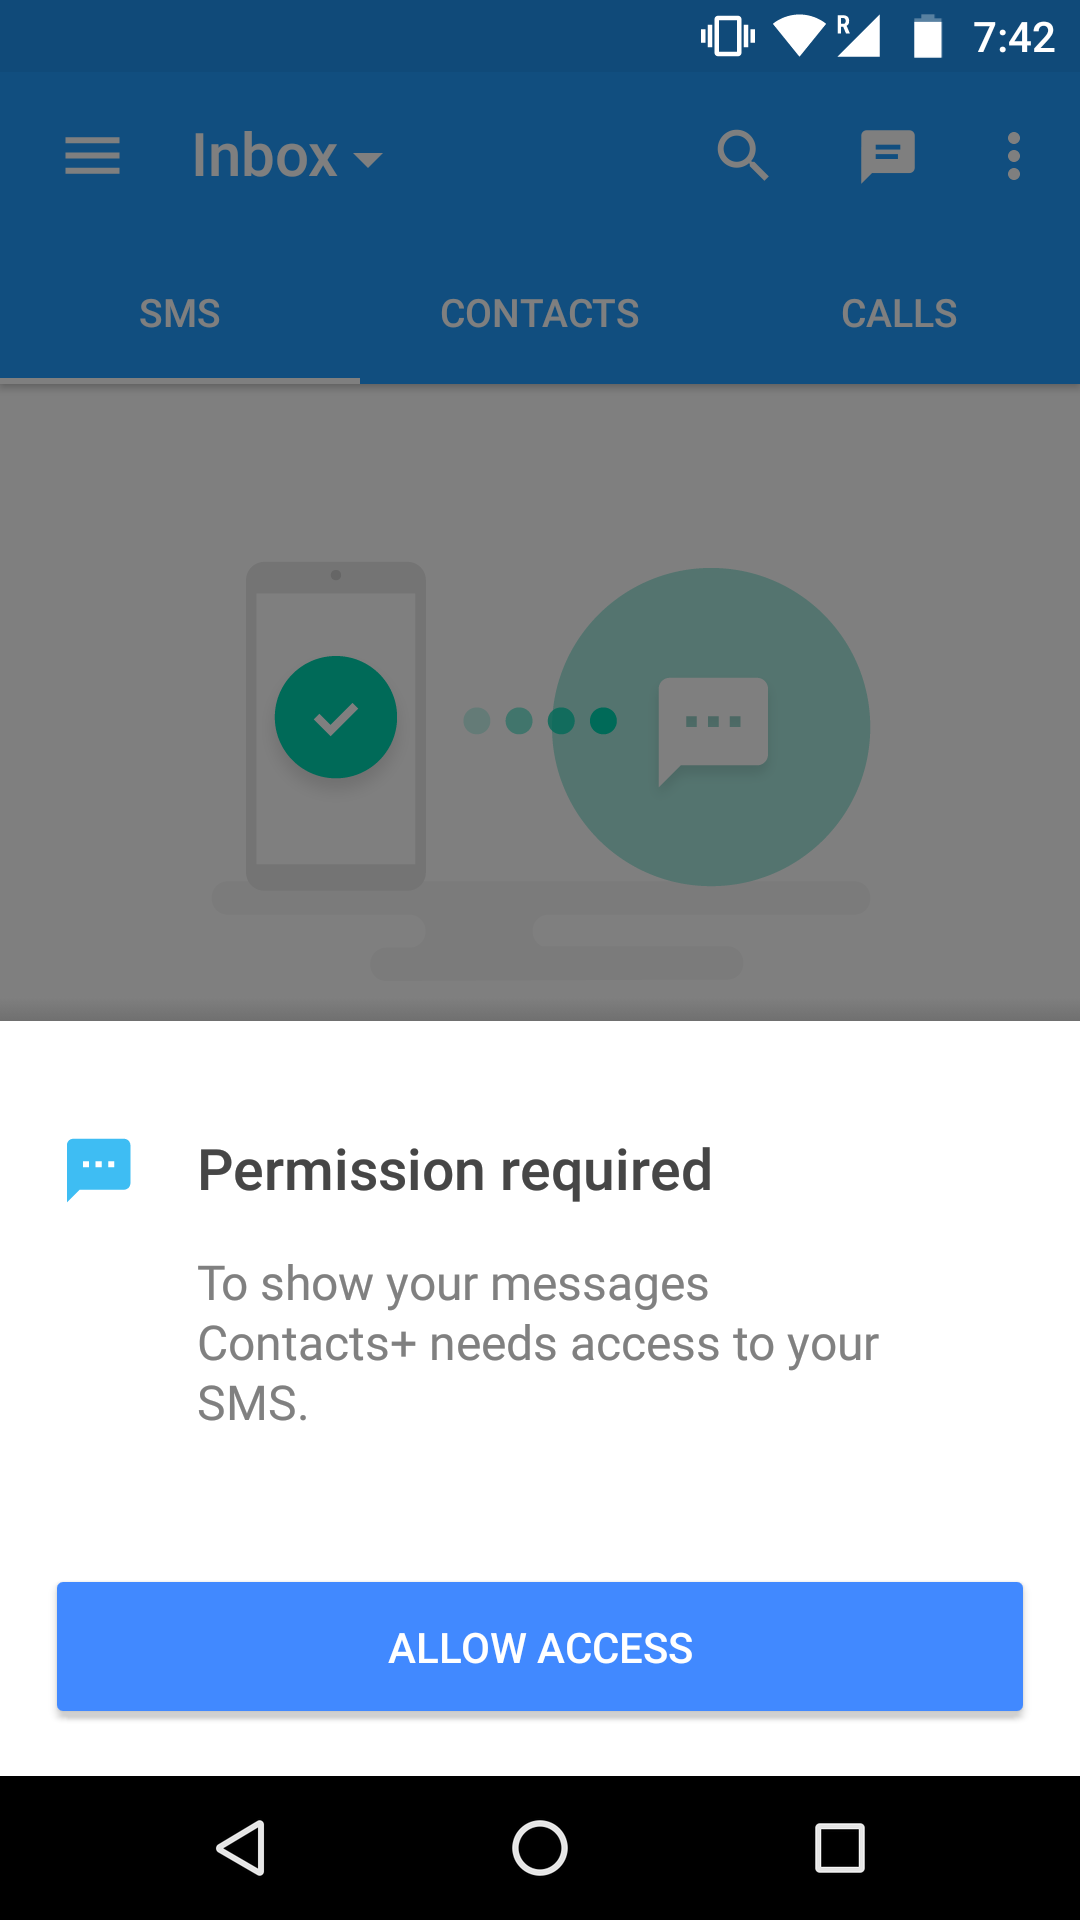 R
7:42
Inbox
SMS CONTACTS CALLS
Permission required
To show your messages
Contacts+ needs access to your
SMS.
ALLOW ACCESS